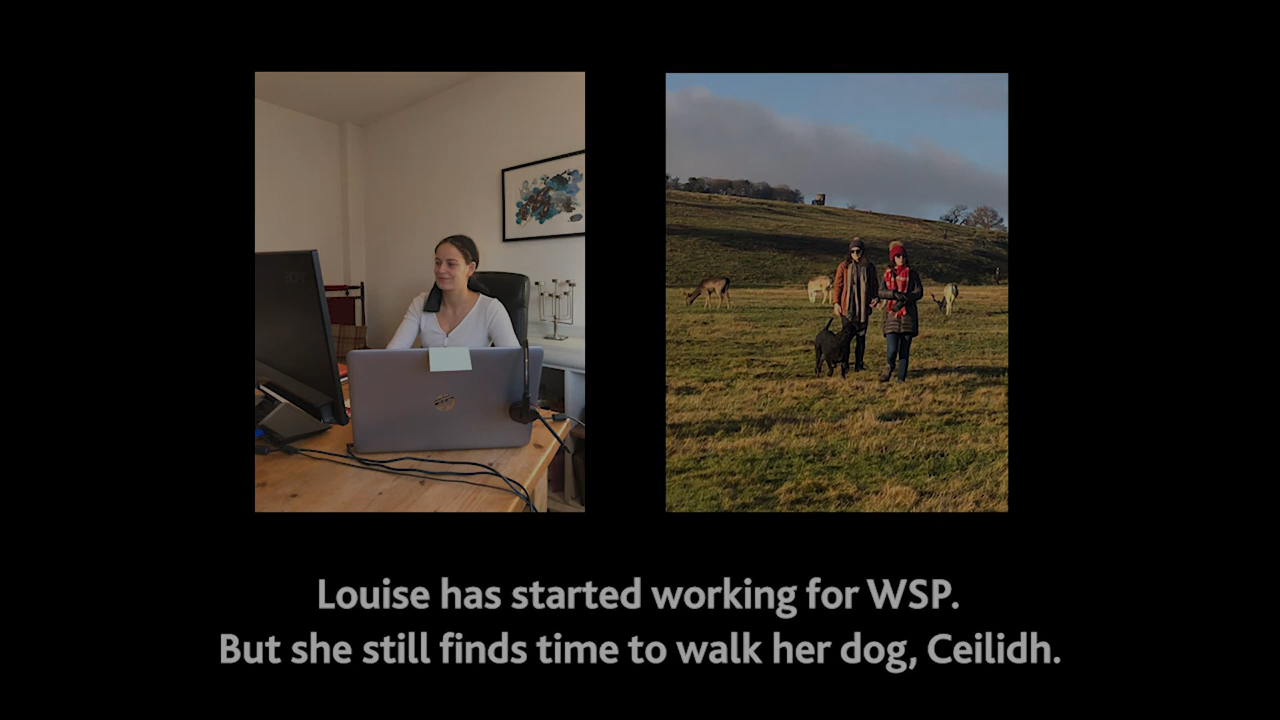 Louise has started working for WSP.
But she still finds time to walk her dog, Ceilidh.